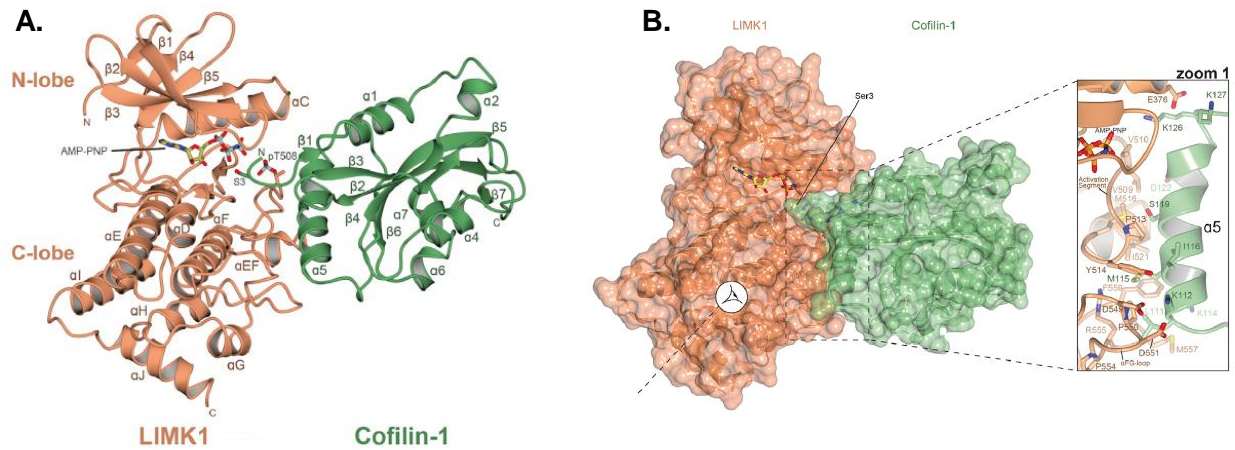 A.
N-lobe
β1
β4
β2
β5
β3
αC
N
AMP-PNP
N
pT508
S3
α1
α2
β1
β3
β5
β2
β4
α7
β7
β6
C
α4
α5
α6
C-lobe
αF
αE
αD
αEF
αI
αH
αG
αJ
C
LIMK1
Cofilin-1
B.
LIMK1
Cofilin-1
Ser3
zoom 1
E376
K127
K126
AMP-PNP
V510
Activation
Segment
V509
D122
M516
S119
P513
α5
I521
I116
Y514
M115
F558
K112
D549
K114
R555
P550
D551
M557
P554
αFG-loop